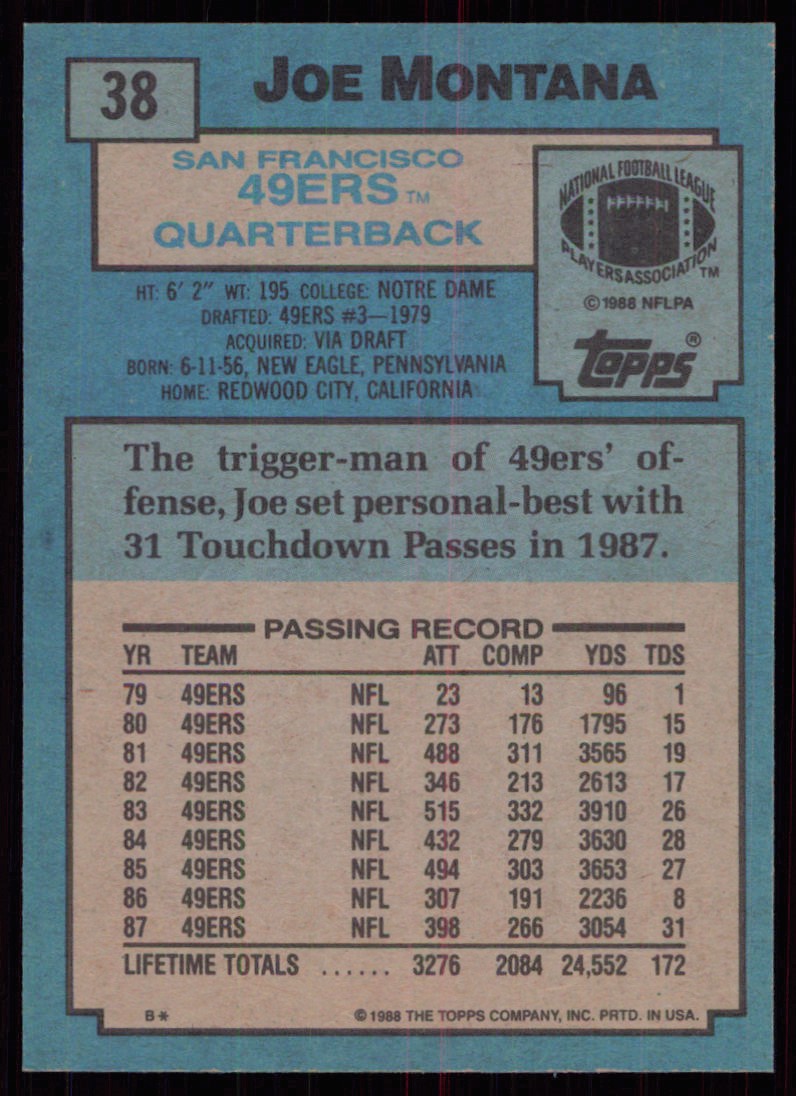 38
JOE MONTANA
SAN FRANCISCO
49ERS TM
QUARTERBACK
NATIONAL FOOTBALL LEAGUE
PLAYERS ASSOCIATION TM
© 1988 NFLPA
topps ®
HT: 6' 2" WT: 195 COLLEGE: NOTRE DAME
DRAFTED: 49ERS #3—1979
ACQUIRED: VIA DRAFT
BORN: 6-11-56, NEW EAGLE, PENNSYLVANIA
HOME: REDWOOD CITY, CALIFORNIA
The trigger-man of 49ers' of-
fense, Joe set personal-best with
31 Touchdown Passes in 1987.
PASSING RECORD
YR TEAM ATT COMP YDS TDS
79 49ERS NFL 23 13 96 1
80 49ERS NFL 273 176 1795 15
81 49ERS NFL 488 311 3565 19
82 49ERS NFL 346 213 2613 17
83 49ERS NFL 515 332 3910 26
84 49ERS NFL 432 279 3630 28
85 49ERS NFL 494 303 3653 27
86 49ERS NFL 307 191 2236 8
87 49ERS NFL 398 266 3054 31
LIFETIME TOTALS ...... 3276 2084 24,552 172
B* © 1988 THE TOPPS COMPANY, INC. PRTD. IN USA.